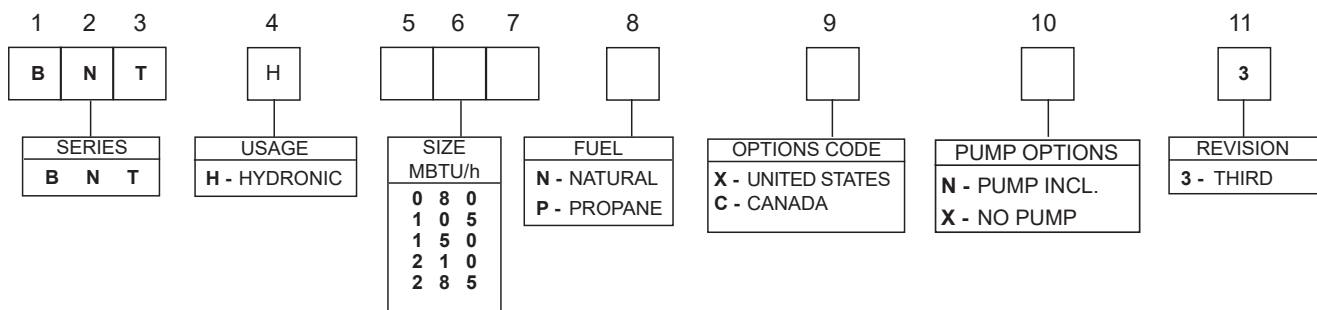 1 2 3 4 5 6 7 8 9 10 11
B N T H 3
SERIES
B N T
USAGE
H - HYDRONIC
SIZE
MBTU/h
0 8 0
1 0 5
1 5 0
2 1 0
2 8 5
FUEL
N - NATURAL
P - PROPANE
OPTIONS CODE
X - UNITED STATES
C - CANADA
PUMP OPTIONS
N - PUMP INCL.
X - NO PUMP
REVISION
3 - THIRD